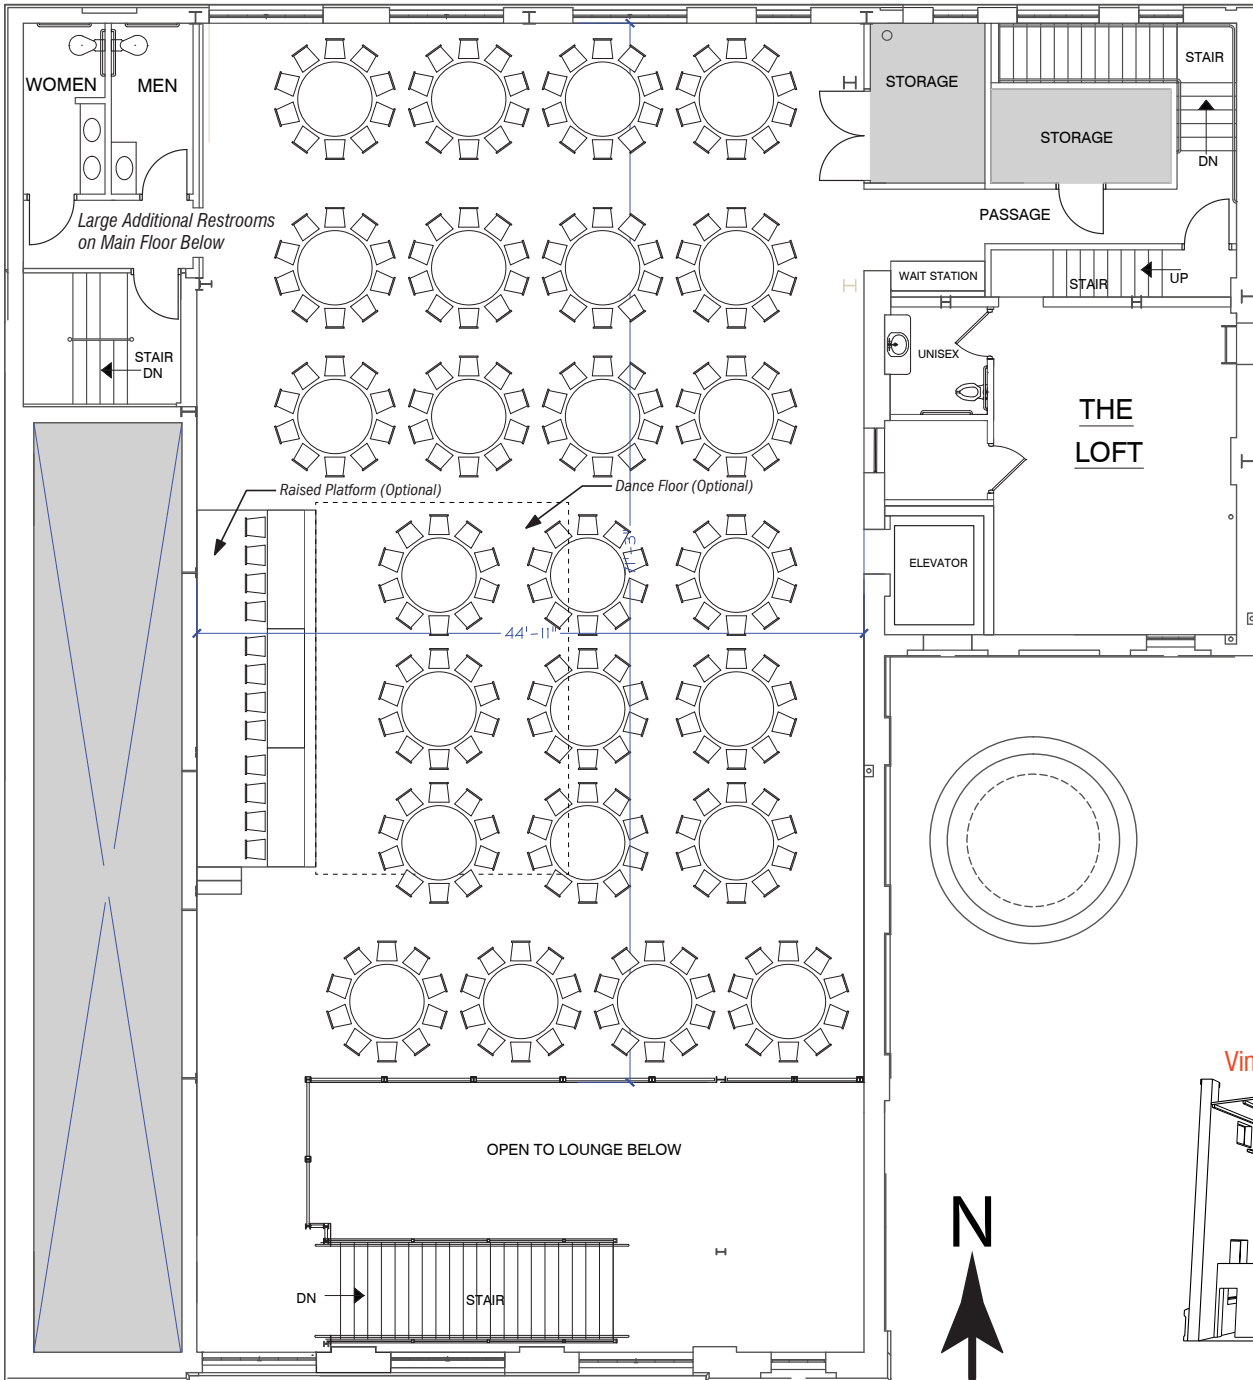 WOMEN
MEN
STORAGE
STORAGE
STAIR
DN
Large Additional Restrooms
on Main Floor Below
PASSAGE
WAIT STATION
STAIR
UP
STAIR
DN
UNISEX
THE
LOFT
Raised Platform (Optional)
Dance Floor (Optional)
ELEVATOR
44'-11"
OPEN TO LOUNGE BELOW
DN
STAIR
N